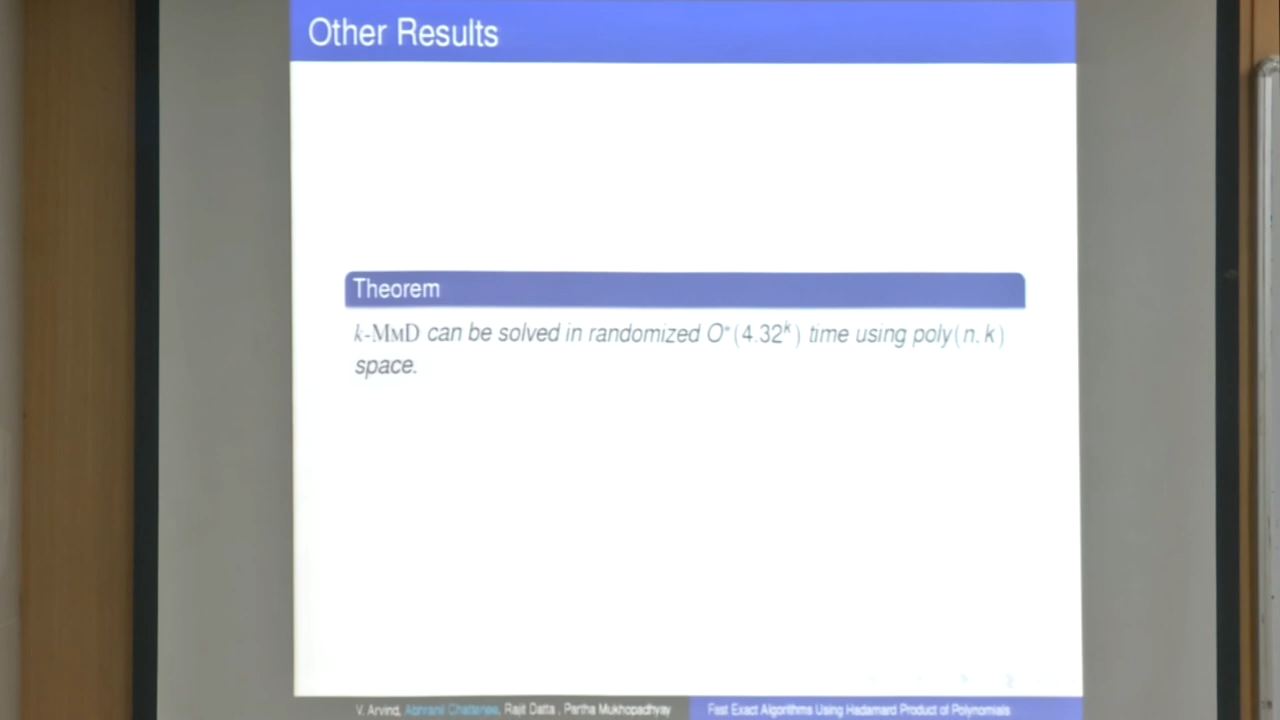 Other Results
Theorem
k-MMD can be solved in randomized O*(4.32^k) time using poly(n, k)
space.
V. Arvind, Abhranil Chatterjee, Rajit Datta , Partha Mukhopadhyay
Fast Exact Algorithms Using Hadamard Product of Polynomials